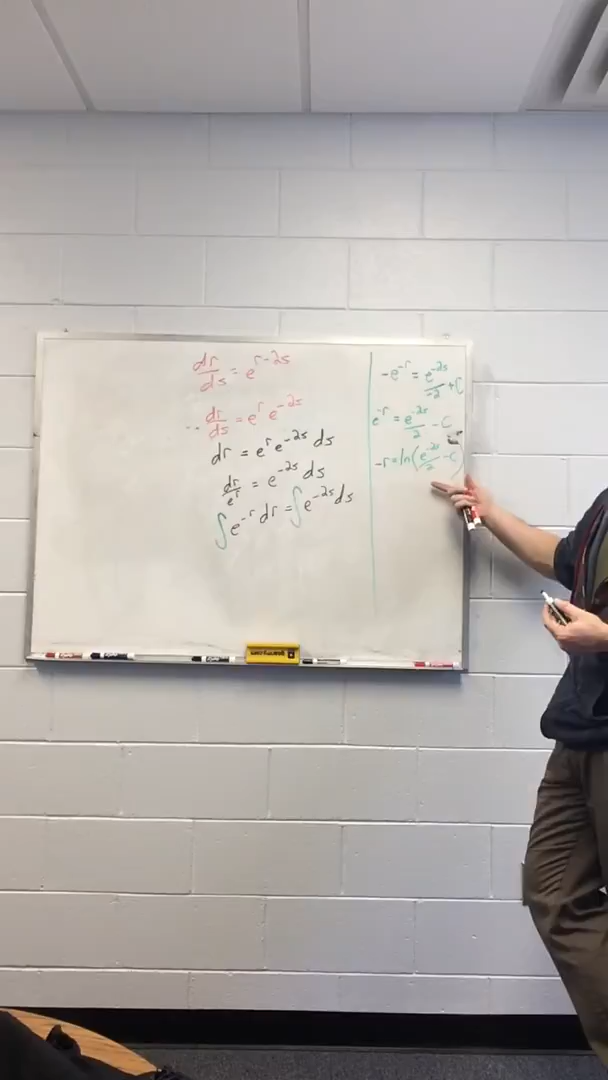 dr/ds = e^{r-2s}
∴ dr/ds = e^r e^{-2s}
dr = e^r e^{-2s} ds
dr/e^r = e^{-2s} ds
∫e^{-r} dr = ∫e^{-2s} ds
-e^{-r} = e^{-2s}/-2 + C
e^{-r} = e^{-2s}/2 - C
-r = ln(e^{-2s}/2 - C)